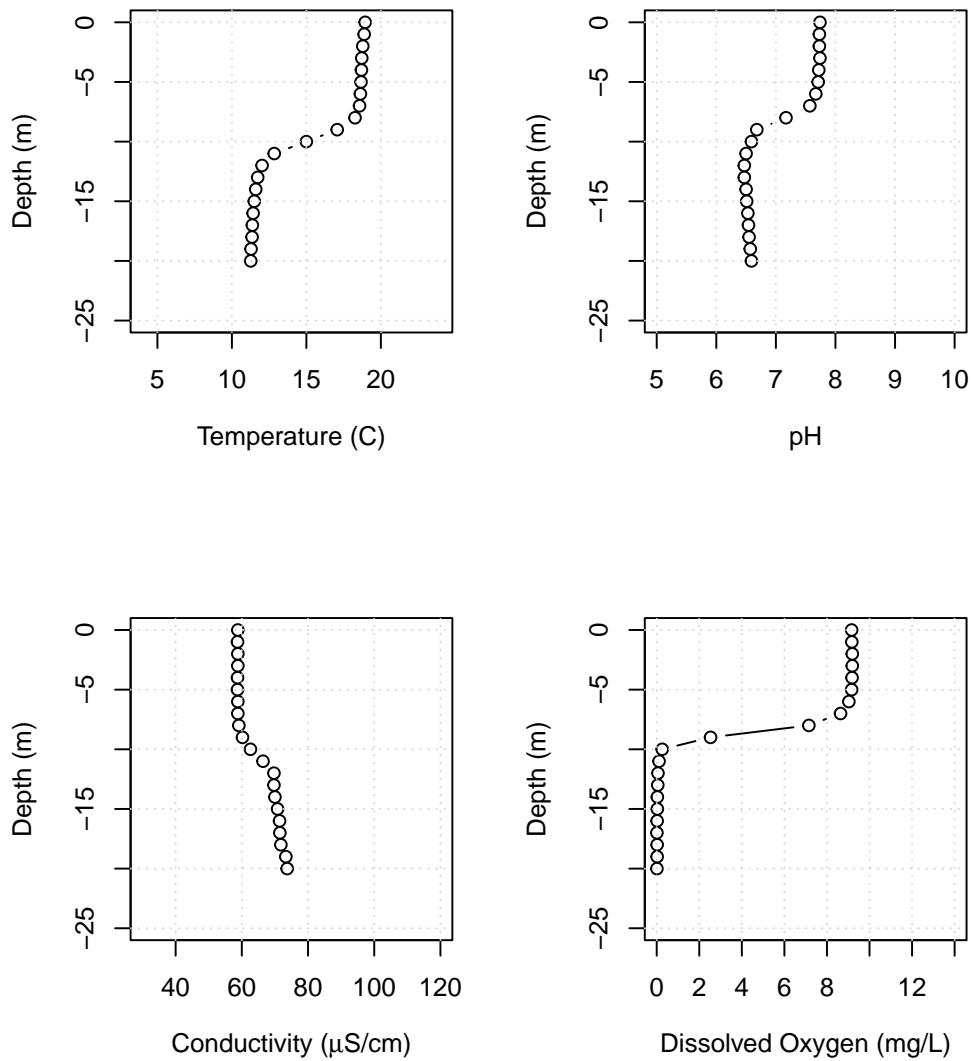 0
−5
−15
−25
Depth (m)
5 10 15 20
Temperature (C)
0
−5
−15
−25
Depth (m)
5 6 7 8 9 10
pH
0
−5
−15
−25
Depth (m)
40 60 80 100 120
Conductivity (μS/cm)
0
−5
−15
−25
Depth (m)
0 2 4 6 8 12
Dissolved Oxygen (mg/L)